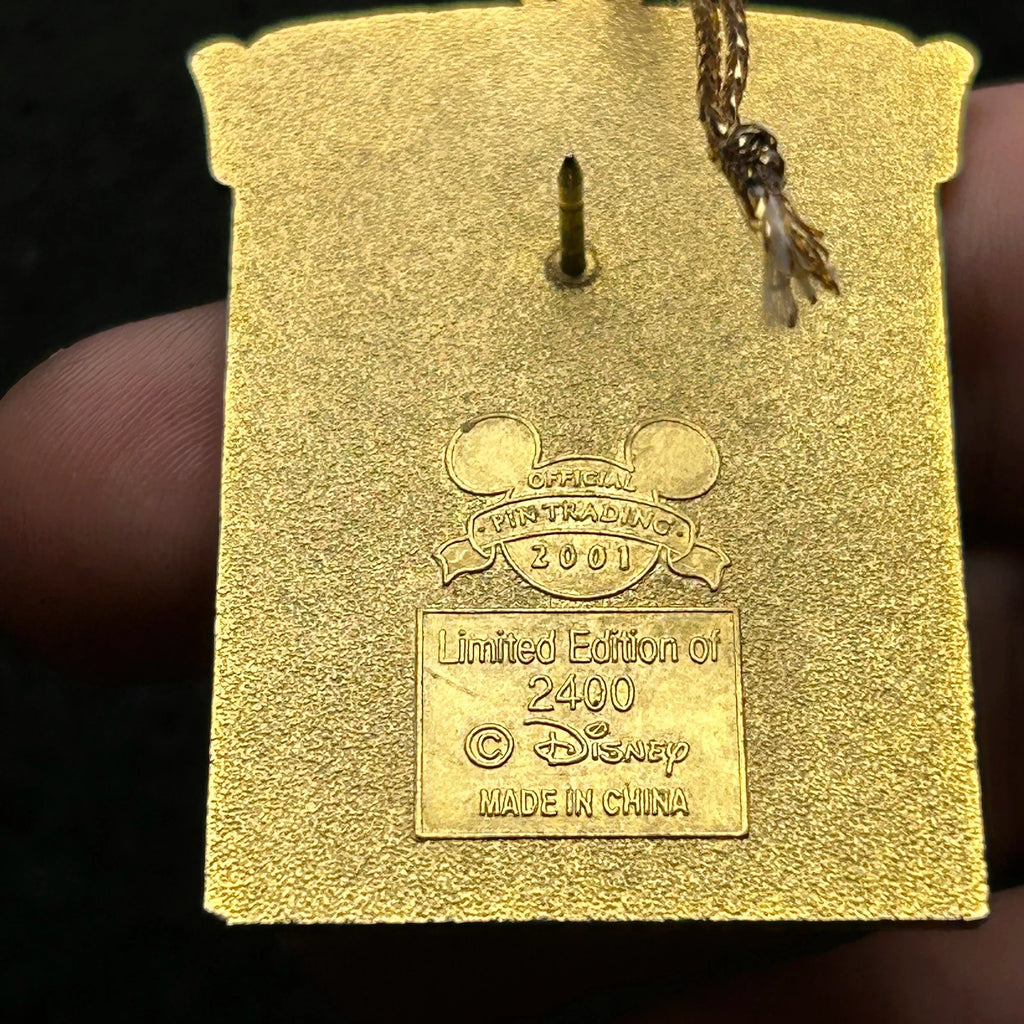 OFFICIAL
· PIN TRADING ·
2001
Limited Edition of
2400
© Disney
MADE IN CHINA